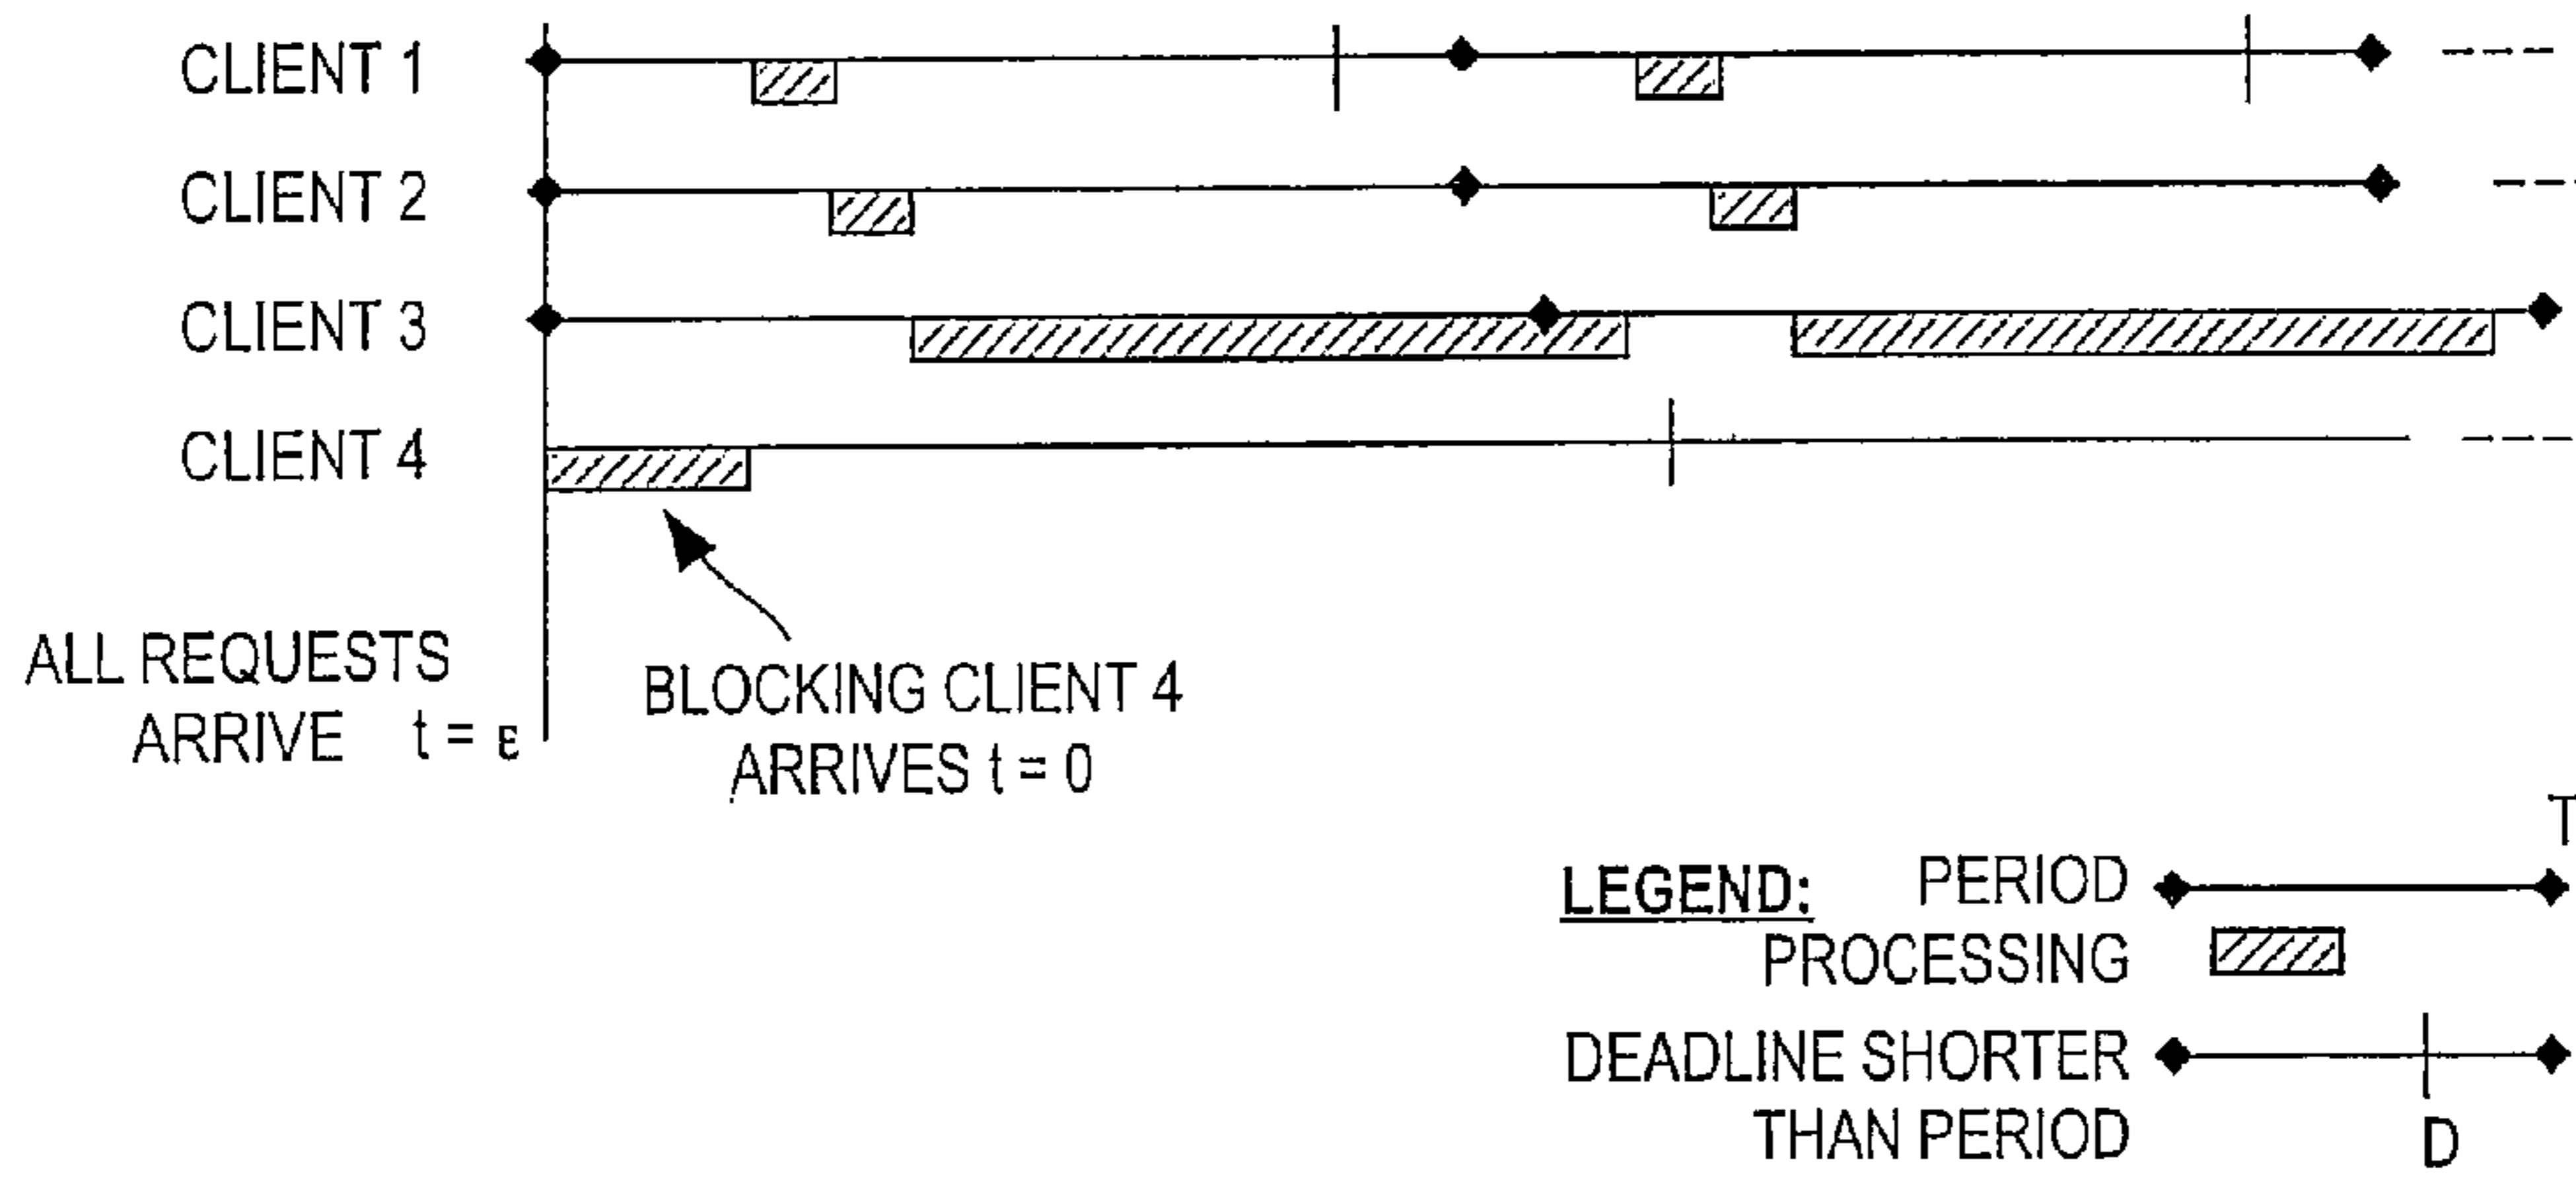 CLIENT 1
CLIENT 2
CLIENT 3
CLIENT 4
ALL REQUESTS
ARRIVE t = ε
BLOCKING CLIENT 4
ARRIVES t = 0
LEGEND:
PERIOD
T
PROCESSING
DEADLINE SHORTER
THAN PERIOD
D